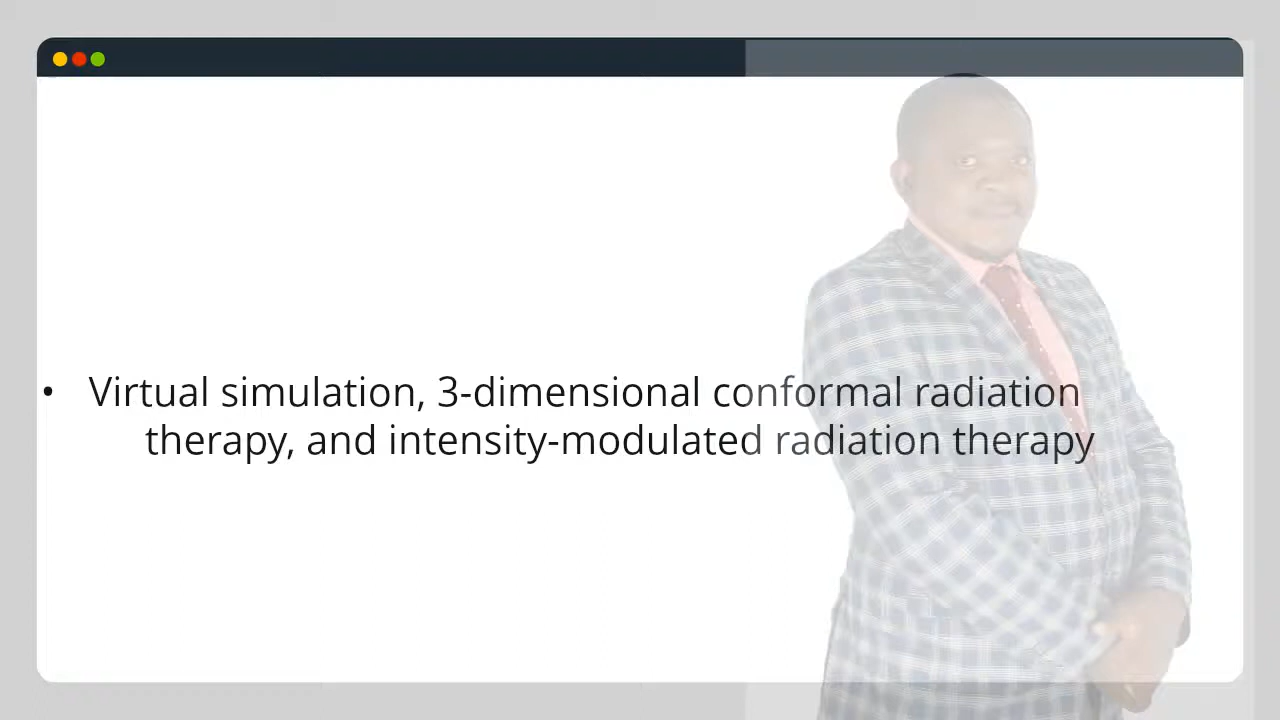 • Virtual simulation, 3-dimensional conformal radiation
therapy, and intensity-modulated radiation therapy